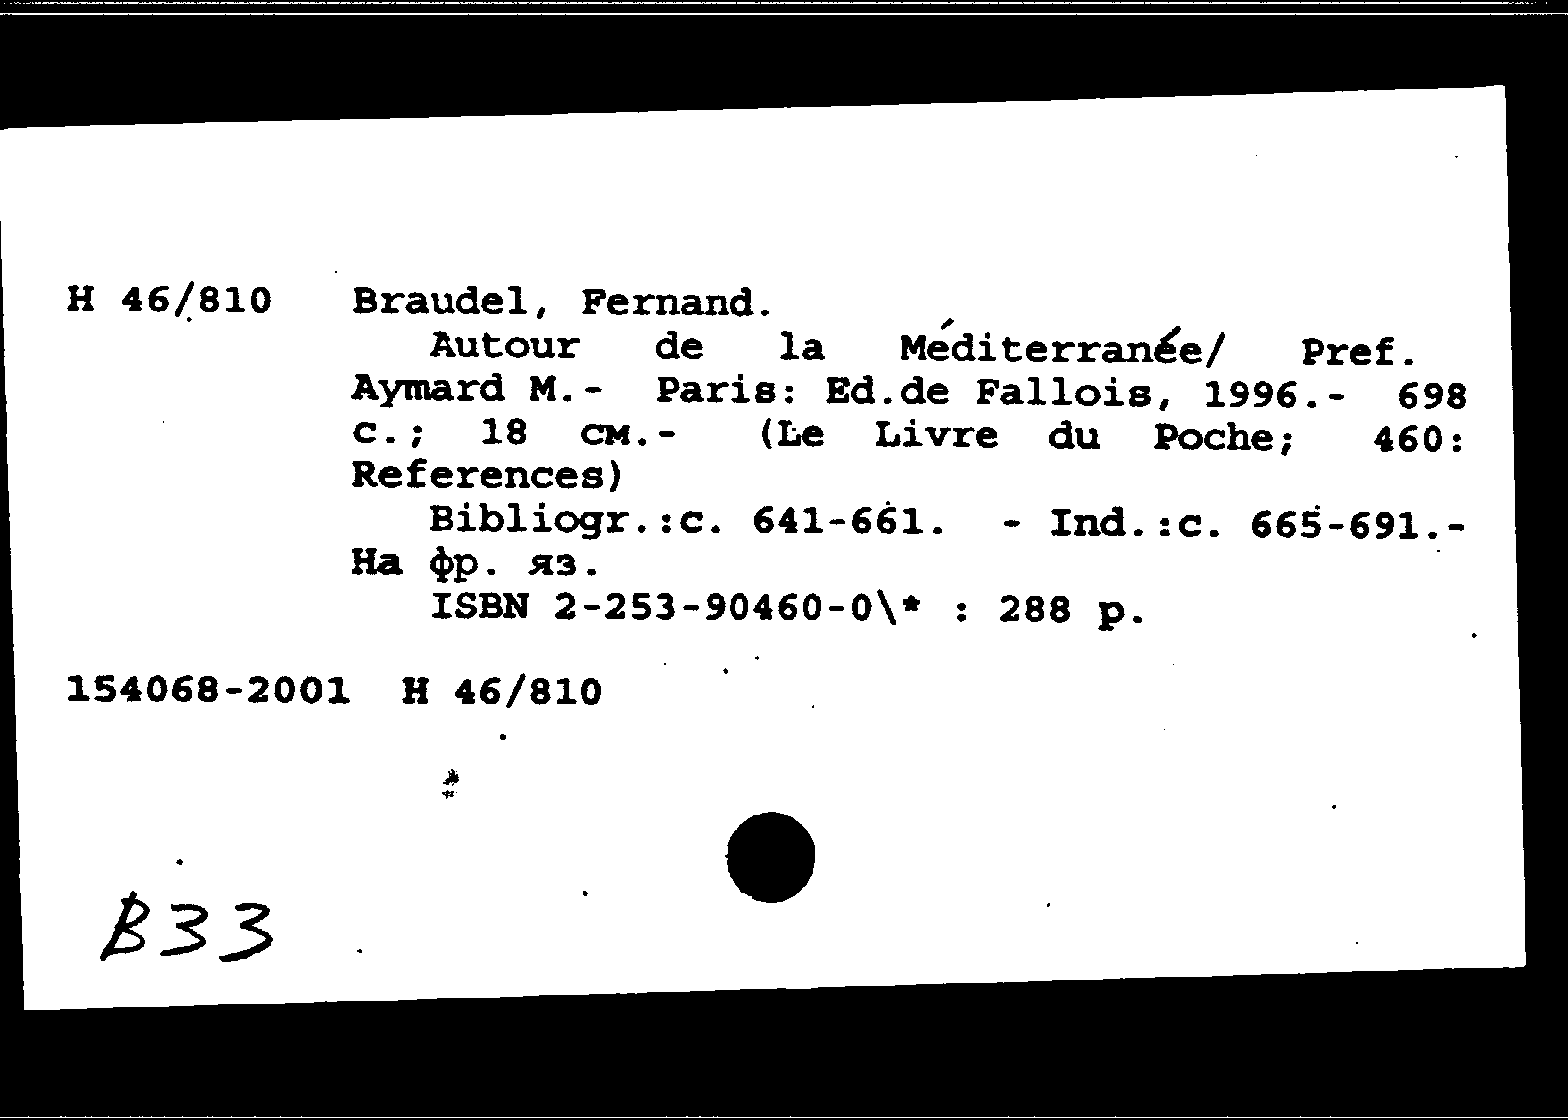 H 46/810 Braudel, Fernand.
Autour de la Méditerranée/ Pref.
Aymard M.- Paris: Ed.de Fallois, 1996.- 698
с.; 18 см.- (Le Livre du Poche; 460:
References)
Bibliogr.:с. 641-661. - Ind.:с. 665-691.-
На фр. яз.
ISBN 2-253-90460-0\* : 288 р.
154068-2001 H 46/810
B33